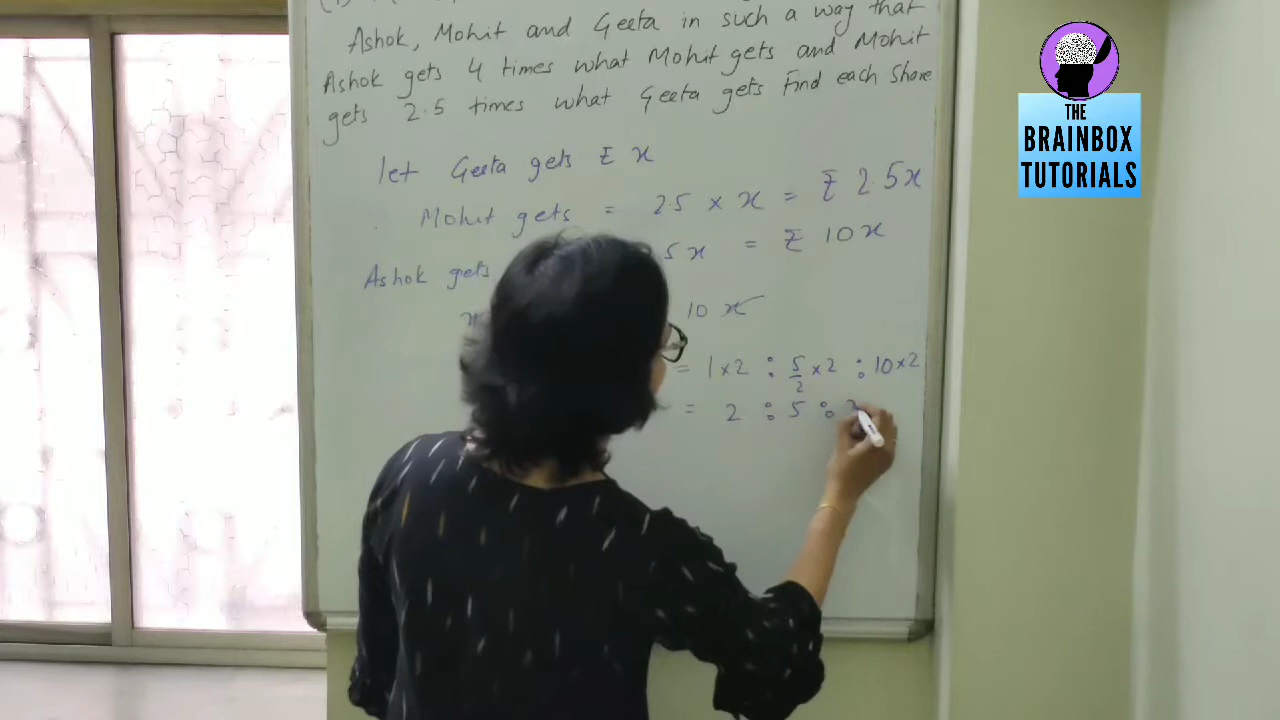 Ashok, Mohit and Geeta in such a way that
Ashok gets 4 times what Mohit gets and Mohit
gets 2.5 times what Geeta gets Find each share
let Geeta gets ₹ x
Mohit gets = 2.5 × x = ₹ 2.5x
Ashok gets 5x = ₹ 10x
10 x
= 1×2 : 5/2 ×2 : 10×2
= 2 : 5 : 2
THE
BRAINBOX
TUTORIALS